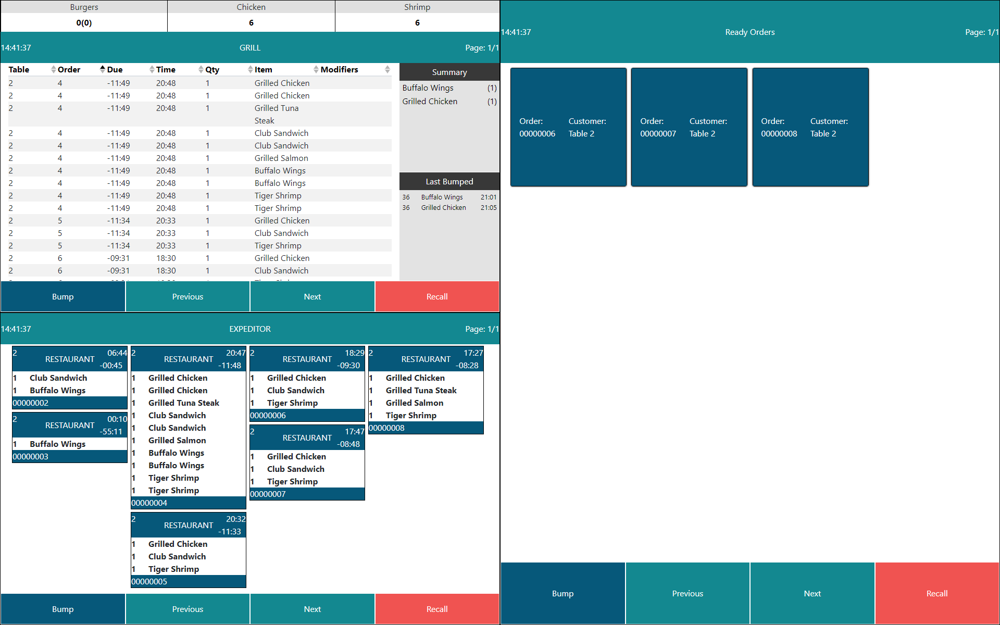 Burgers Chicken Shrimp
0(0) 6 6
14:41:37 GRILL Page: 1/1
Table Order Due Time Qty Item Modifiers
2 4 -11:49 20:48 1 Grilled Chicken
2 4 -11:49 20:48 1 Grilled Chicken
2 4 -11:49 20:48 1 Grilled Tuna
Steak
2 4 -11:49 20:48 1 Club Sandwich
2 4 -11:49 20:48 1 Club Sandwich
2 4 -11:49 20:48 1 Grilled Salmon
2 4 -11:49 20:48 1 Buffalo Wings
2 4 -11:49 20:48 1 Buffalo Wings
2 4 -11:49 20:48 1 Tiger Shrimp
2 4 -11:49 20:48 1 Tiger Shrimp
2 5 -11:34 20:33 1 Grilled Chicken
2 5 -11:34 20:33 1 Club Sandwich
2 5 -11:34 20:33 1 Tiger Shrimp
2 6 -09:31 18:30 1 Grilled Chicken
2 6 -09:31 18:30 1 Club Sandwich
Summary
Buffalo Wings (1)
Grilled Chicken (1)
Last Bumped
36 Buffalo Wings 21:01
36 Grilled Chicken 21:05
Bump Previous Next Recall
14:41:37 EXPEDITOR Page: 1/1
2 RESTAURANT 06:44
-00:45
1 Club Sandwich
1 Buffalo Wings
00000002
2 RESTAURANT 00:10
-55:11
1 Buffalo Wings
00000003
2 RESTAURANT 20:47
-11:48
1 Grilled Chicken
1 Grilled Chicken
1 Grilled Tuna Steak
1 Club Sandwich
1 Club Sandwich
1 Grilled Salmon
1 Buffalo Wings
1 Buffalo Wings
1 Tiger Shrimp
1 Tiger Shrimp
00000004
2 RESTAURANT 20:32
-11:33
1 Grilled Chicken
1 Club Sandwich
1 Tiger Shrimp
00000005
2 RESTAURANT 18:29
-09:30
1 Grilled Chicken
1 Club Sandwich
1 Tiger Shrimp
00000006
2 RESTAURANT 17:47
-08:48
1 Grilled Chicken
1 Club Sandwich
1 Tiger Shrimp
00000007
2 RESTAURANT 17:27
-08:28
1 Grilled Chicken
1 Grilled Tuna Steak
1 Grilled Salmon
1 Tiger Shrimp
00000008
Bump Previous Next Recall
14:41:37 Ready Orders Page: 1/1
Order: Customer:
00000006 Table 2
Order: Customer:
00000007 Table 2
Order: Customer:
00000008 Table 2
Bump Previous Next Recall